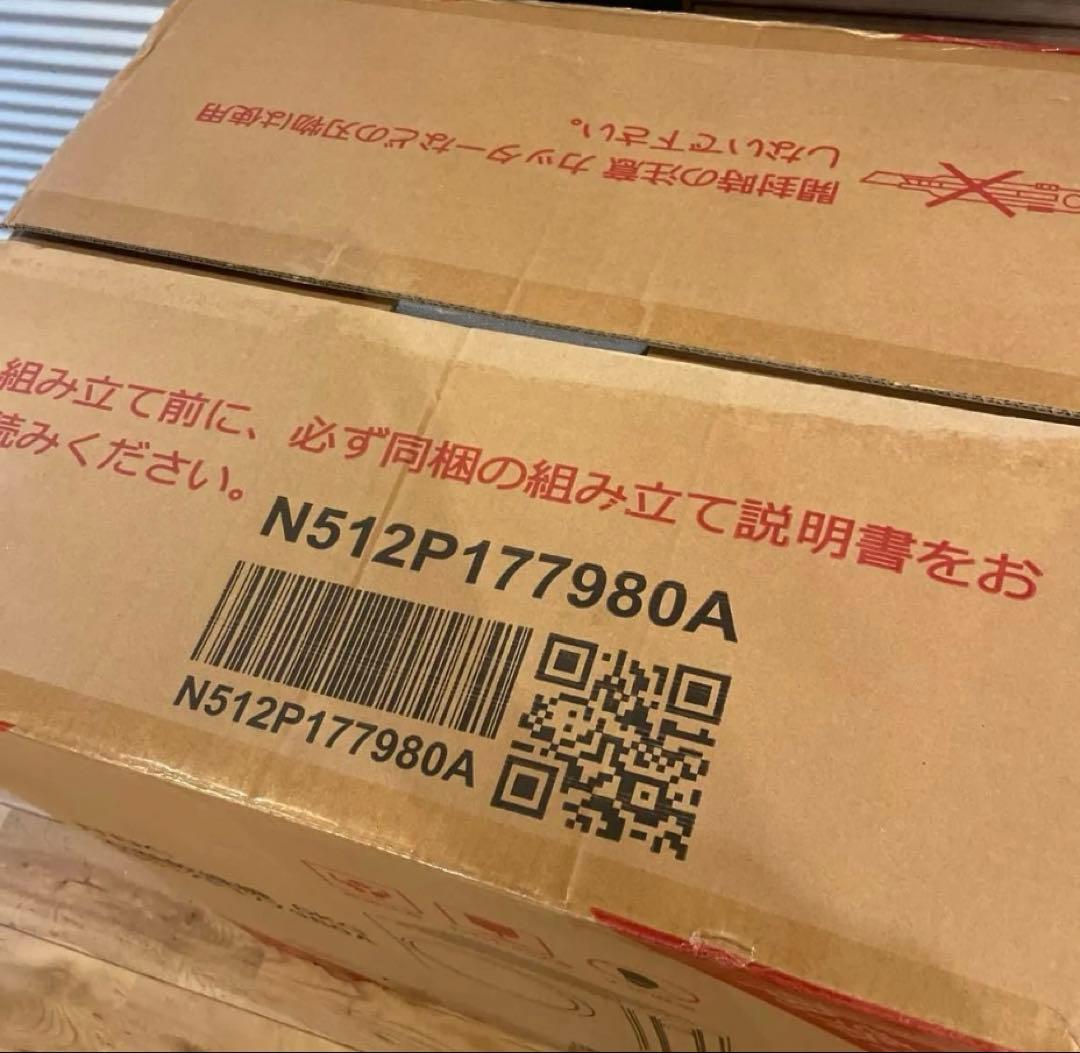 開封時の注意 カッターなどの刃物は使用
しないで下さい。
組み立て前に、必ず同梱の組み立て説明書をお
読みください。
N512P177980A
N512P177980A